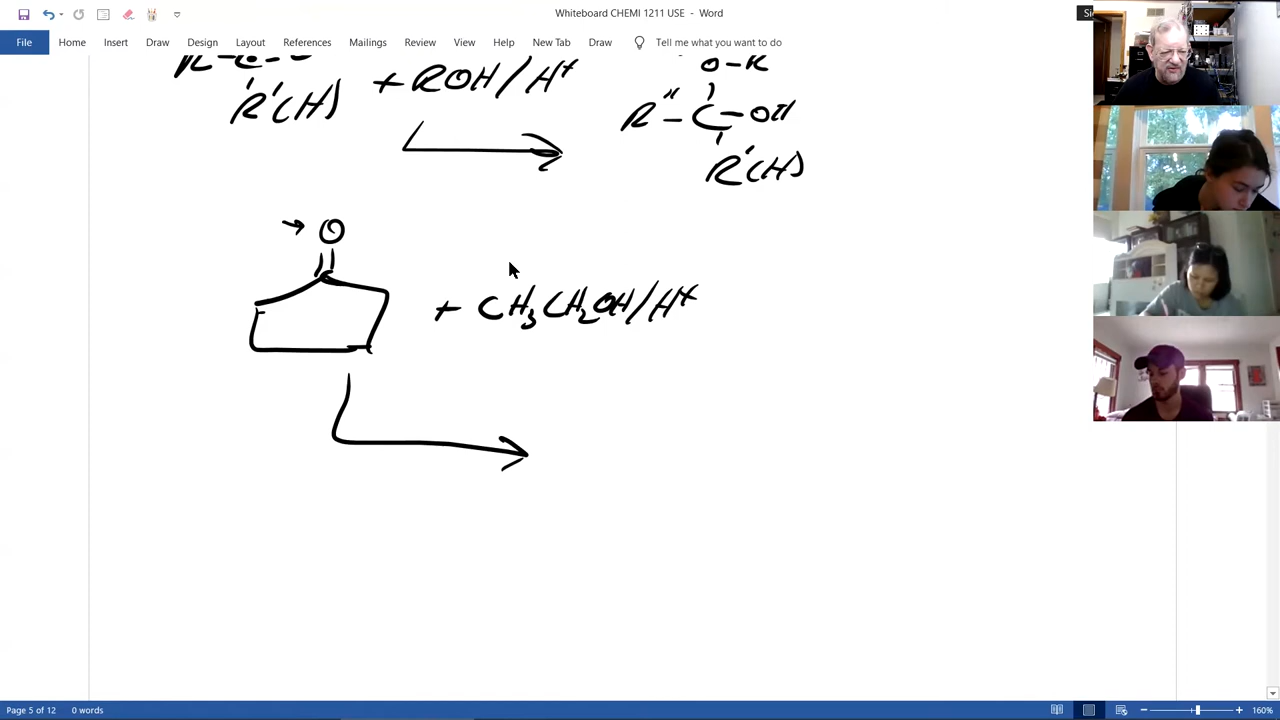 Whiteboard CHEMI 1211 USE - Word
File Home Insert Draw Design Layout References Mailings Review View Help New Tab Draw Tell me what you want to do
O-R
+ ROH/H+
R'(H)
R"-C-OH
R'(H)
O
+ CH3CH2OH/H+
Page 5 of 12 0 words
160%